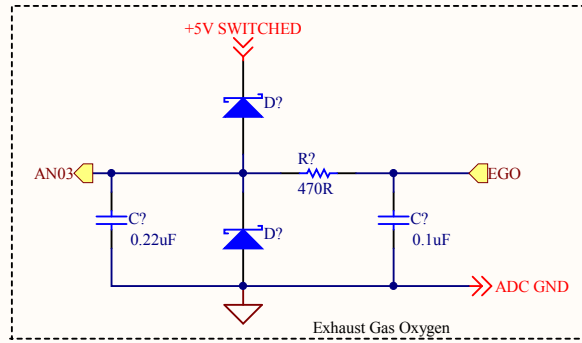 +5V SWITCHED
D?
R?
AN03
470R
EGO
C?
0.22uF
D?
C?
0.1uF
ADC GND
Exhaust Gas Oxygen